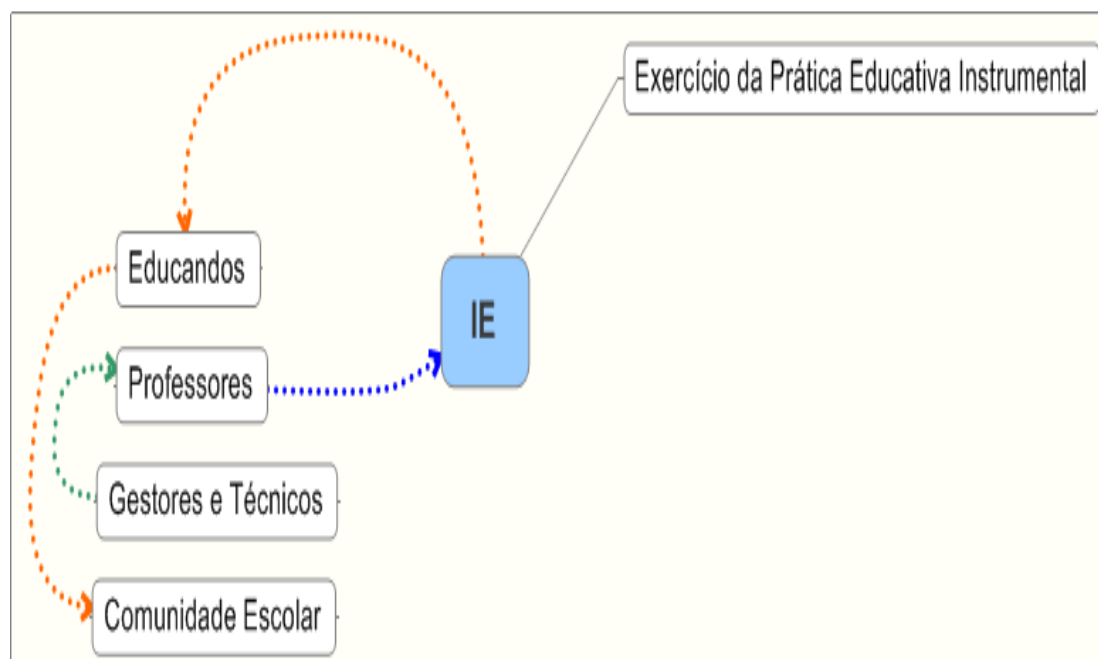 Exercício da Prática Educativa Instrumental
Educandos
IE
Professores
Gestores e Técnicos
Comunidade Escolar